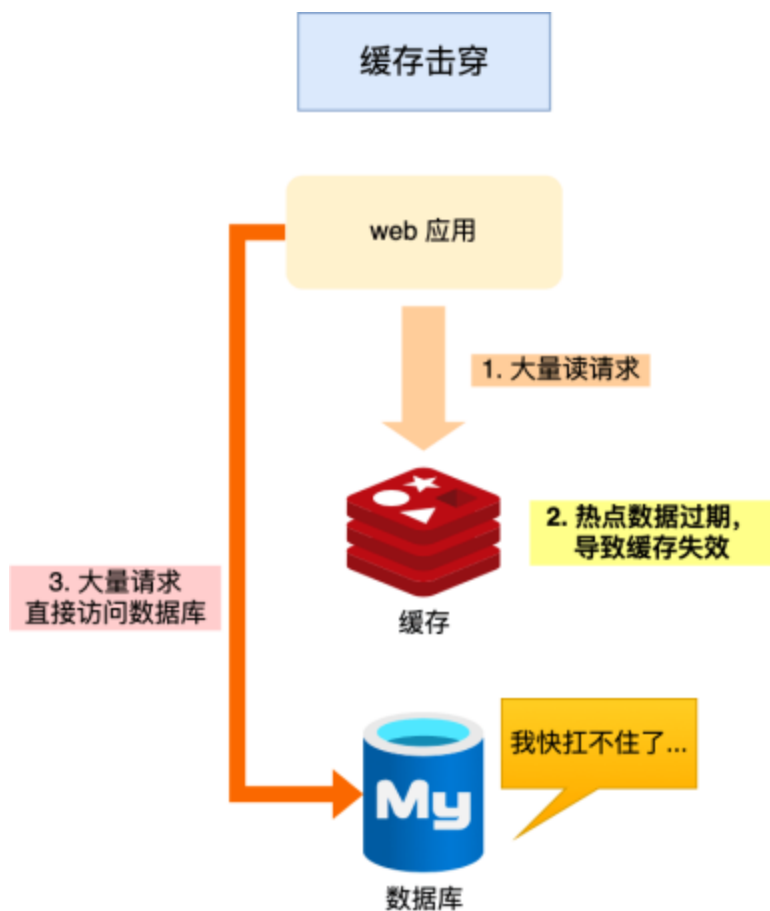 缓存击穿
web 应用
1. 大量读请求
2. 热点数据过期，
导致缓存失效
缓存
3. 大量请求
直接访问数据库
我快扛不住了...
My
数据库